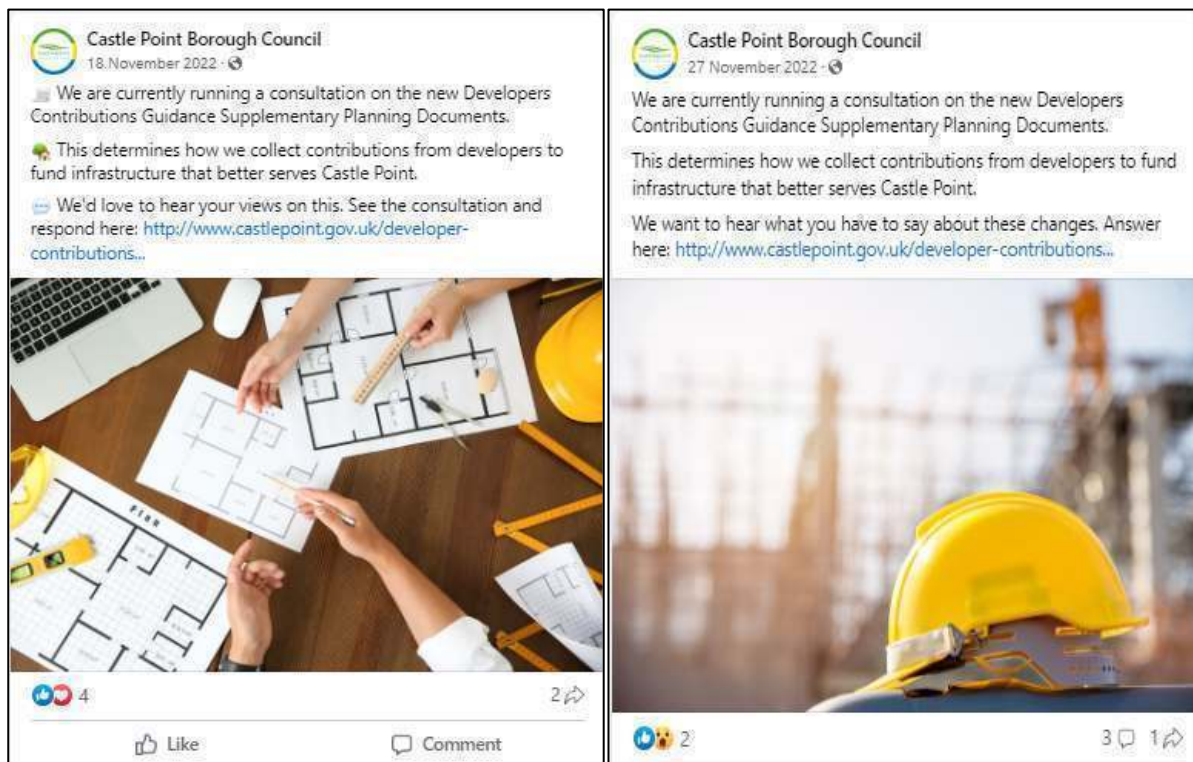 Castle Point Borough Council
18 November 2022 ·
We are currently running a consultation on the new Developers
Contributions Guidance Supplementary Planning Documents.
This determines how we collect contributions from developers to
fund infrastructure that better serves Castle Point.
We'd love to hear your views on this. See the consultation and
respond here: http://www.castlepoint.gov.uk/developer-
contributions...
Plan
4
2
Like
Comment
Castle Point Borough Council
27 November 2022 ·
We are currently running a consultation on the new Developers
Contributions Guidance Supplementary Planning Documents.
This determines how we collect contributions from developers to fund
infrastructure that better serves Castle Point.
We want to hear what you have to say about these changes. Answer
here: http://www.castlepoint.gov.uk/developer-contributions...
2
3
1